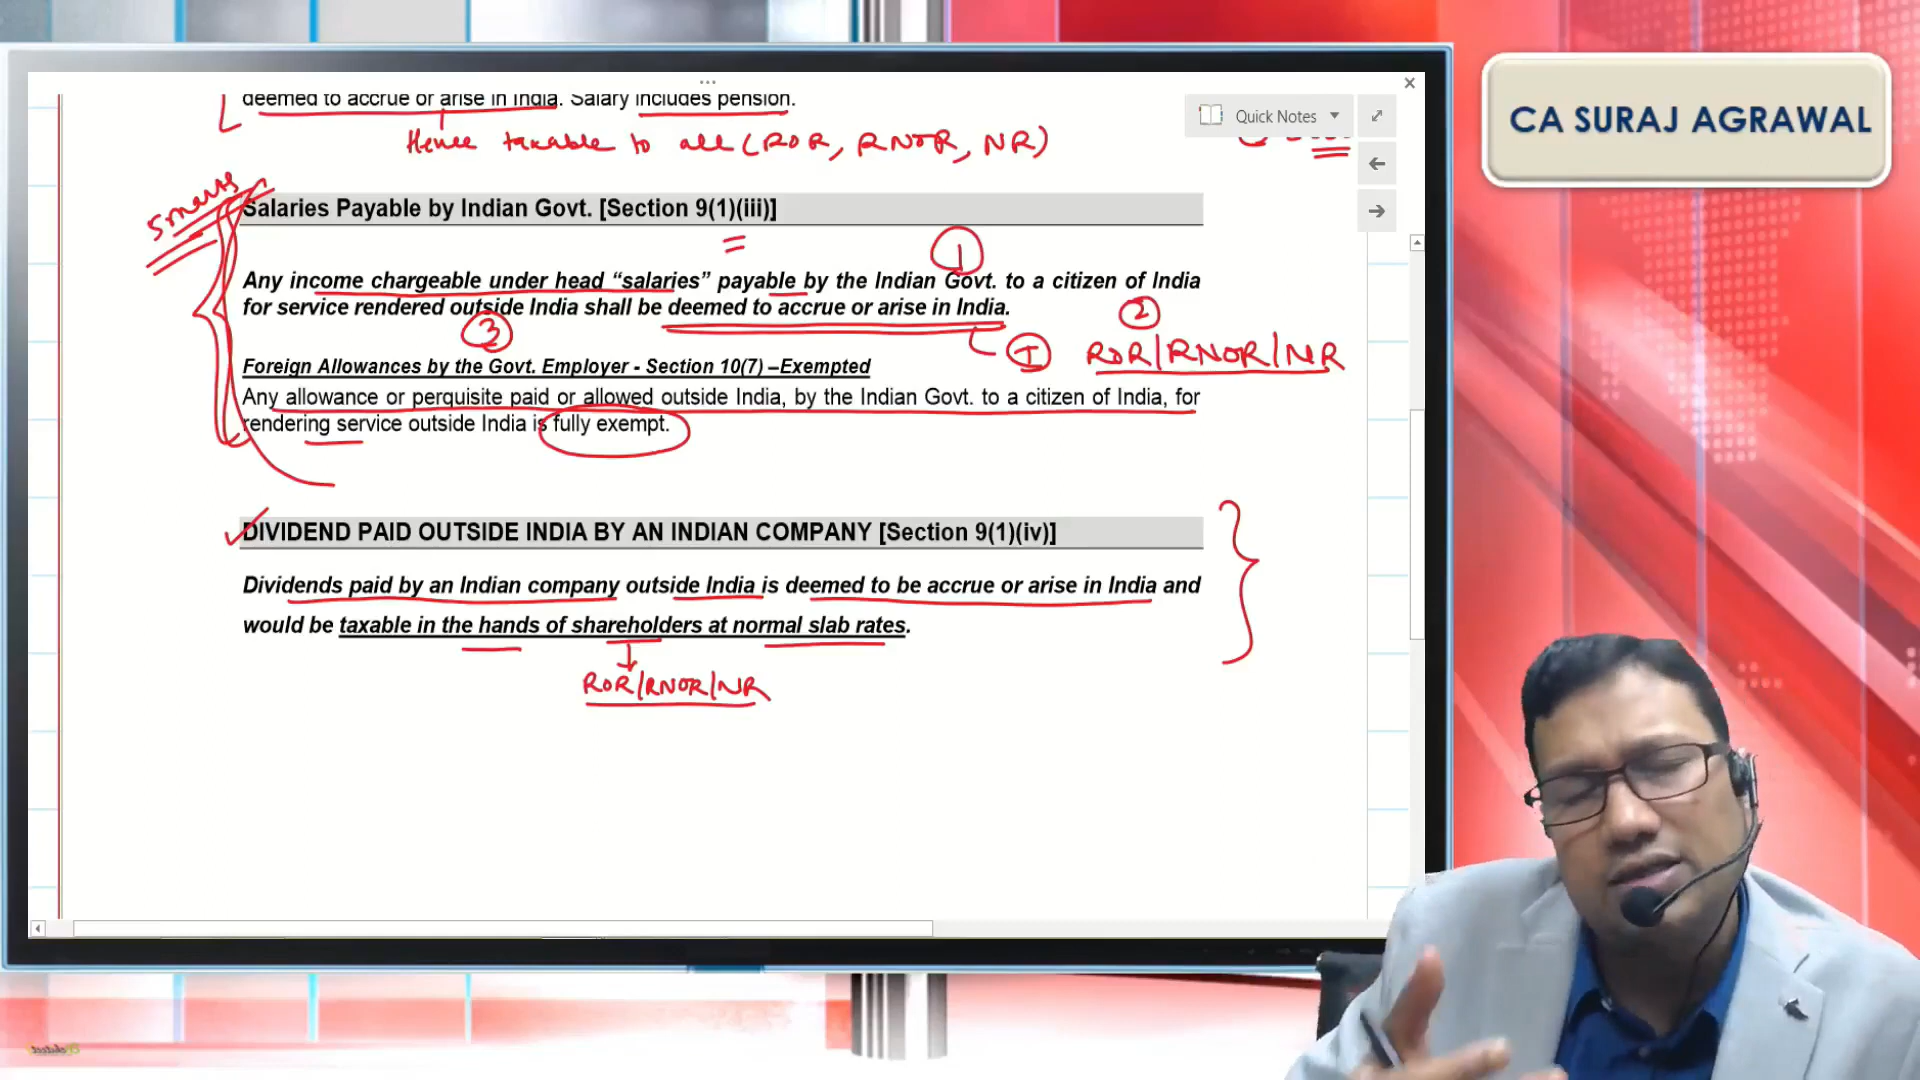 CA SURAJ AGRAWAL
Quick Notes
deemed to accrue or arise in India. Salary includes pension.
Hence taxable to all (ROR, RNOR, NR)
Salaries Payable by Indian Govt. [Section 9(1)(iii)]
=
1
Any income chargeable under head “salaries” payable by the Indian Govt. to a citizen of India
for service rendered outside India shall be deemed to accrue or arise in India.
3
2
I ROR/RNOR/NR
Foreign Allowances by the Govt. Employer - Section 10(7) –Exempted
Any allowance or perquisite paid or allowed outside India, by the Indian Govt. to a citizen of India, for
rendering service outside India is fully exempt.
DIVIDEND PAID OUTSIDE INDIA BY AN INDIAN COMPANY [Section 9(1)(iv)]
Dividends paid by an Indian company outside India is deemed to be accrue or arise in India and
would be taxable in the hands of shareholders at normal slab rates.
ROR/RNOR/NR